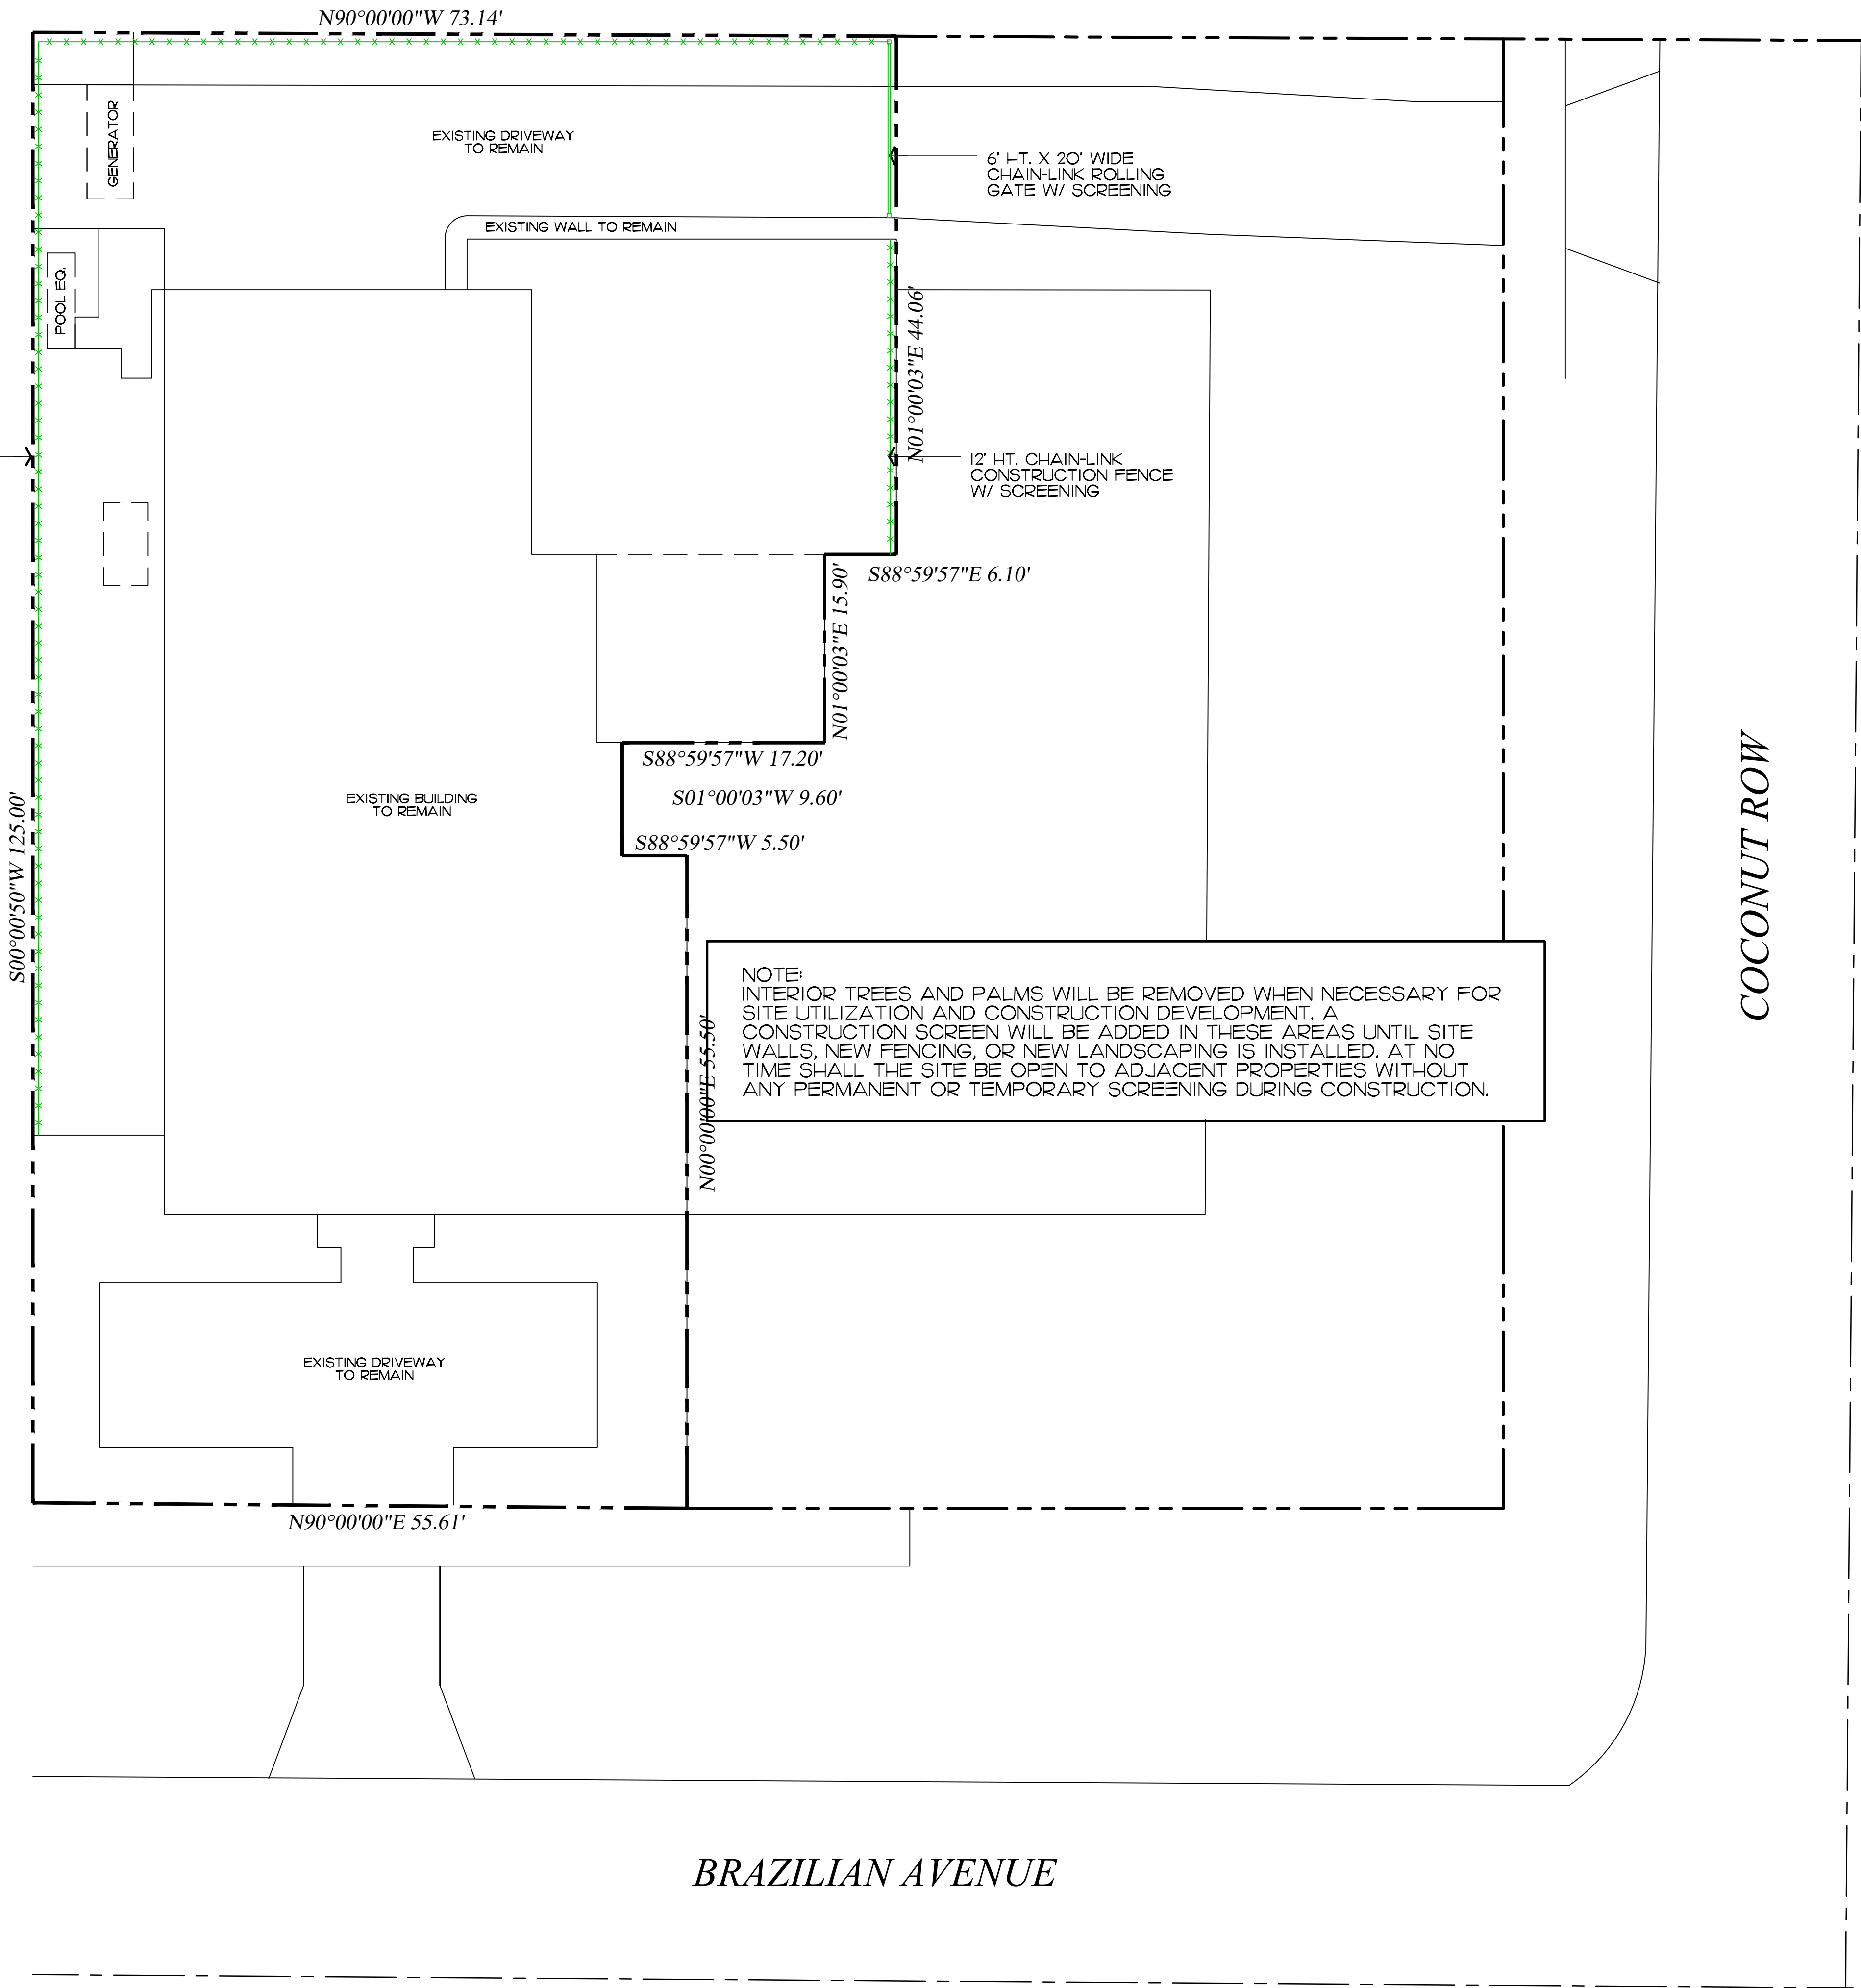 N90°00'00"W 73.14'
GENERATOR
EXISTING DRIVEWAY
TO REMAIN
6' HT. X 20' WIDE
CHAIN-LINK ROLLING
GATE W/ SCREENING
EXISTING WALL TO REMAIN
POOL EQ.
N01°00'03"E 44.06'
12' HT. CHAIN-LINK
CONSTRUCTION FENCE
W/ SCREENING
S88°59'57"E 6.10'
N01°00'03"E 15.90'
S88°59'57"W 17.20'
S01°00'03"W 9.60'
S88°59'57"W 5.50'
EXISTING BUILDING
TO REMAIN
S00°00'50"W 125.00'
COCONUT ROW
NOTE:
INTERIOR TREES AND PALMS WILL BE REMOVED WHEN NECESSARY FOR
SITE UTILIZATION AND CONSTRUCTION DEVELOPMENT. A
CONSTRUCTION SCREEN WILL BE ADDED IN THESE AREAS UNTIL SITE
WALLS, NEW FENCING, OR NEW LANDSCAPING IS INSTALLED. AT NO
TIME SHALL THE SITE BE OPEN TO ADJACENT PROPERTIES WITHOUT
ANY PERMANENT OR TEMPORARY SCREENING DURING CONSTRUCTION.
N00°00'00"E 55.50'
EXISTING DRIVEWAY
TO REMAIN
N90°00'00"E 55.61'
BRAZILIAN AVENUE